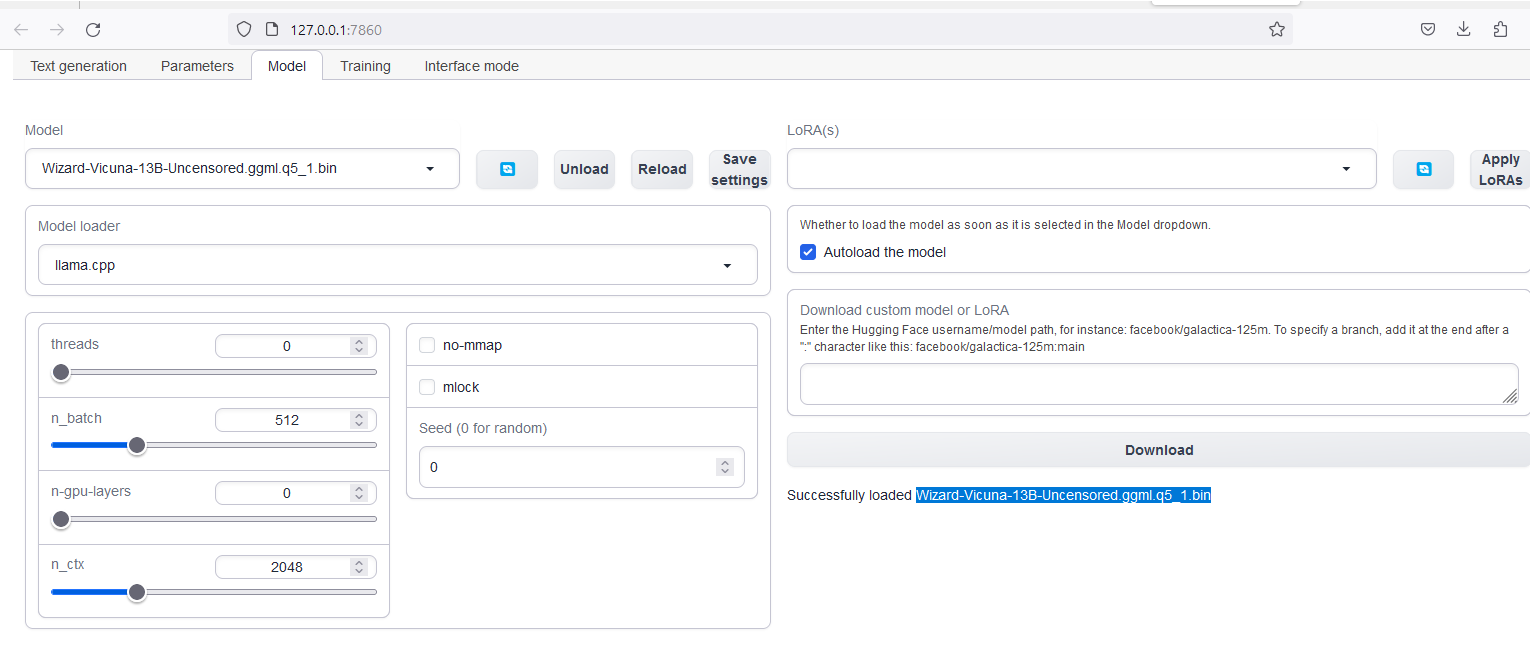 127.0.0.1:7860
Text generation
Parameters
Model
Training
Interface mode
Model
Wizard-Vicuna-13B-Uncensored.ggml.q5_1.bin
Unload
Reload
Save
settings
Model loader
llama.cpp
threads
0
n_batch
512
n-gpu-layers
0
n_ctx
2048
no-mmap
mlock
Seed (0 for random)
0
LoRA(s)
Apply
LoRAs
Whether to load the model as soon as it is selected in the Model dropdown.
Autoload the model
Download custom model or LoRA
Enter the Hugging Face username/model path, for instance: facebook/galactica-125m. To specify a branch, add it at the end after a
":" character like this: facebook/galactica-125m:main
Download
Successfully loaded Wizard-Vicuna-13B-Uncensored.ggml.q5_1.bin